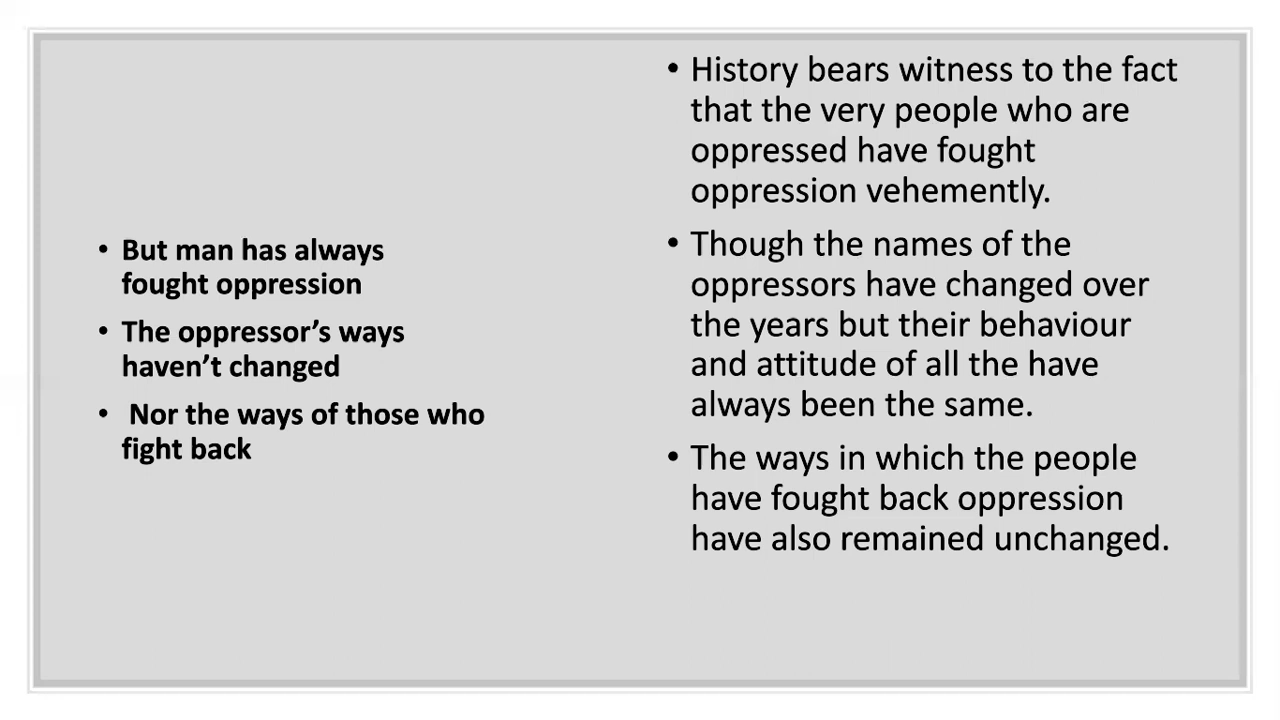 • But man has always
fought oppression
• The oppressor’s ways
haven’t changed
• Nor the ways of those who
fight back
• History bears witness to the fact
that the very people who are
oppressed have fought
oppression vehemently.
• Though the names of the
oppressors have changed over
the years but their behaviour
and attitude of all the have
always been the same.
• The ways in which the people
have fought back oppression
have also remained unchanged.